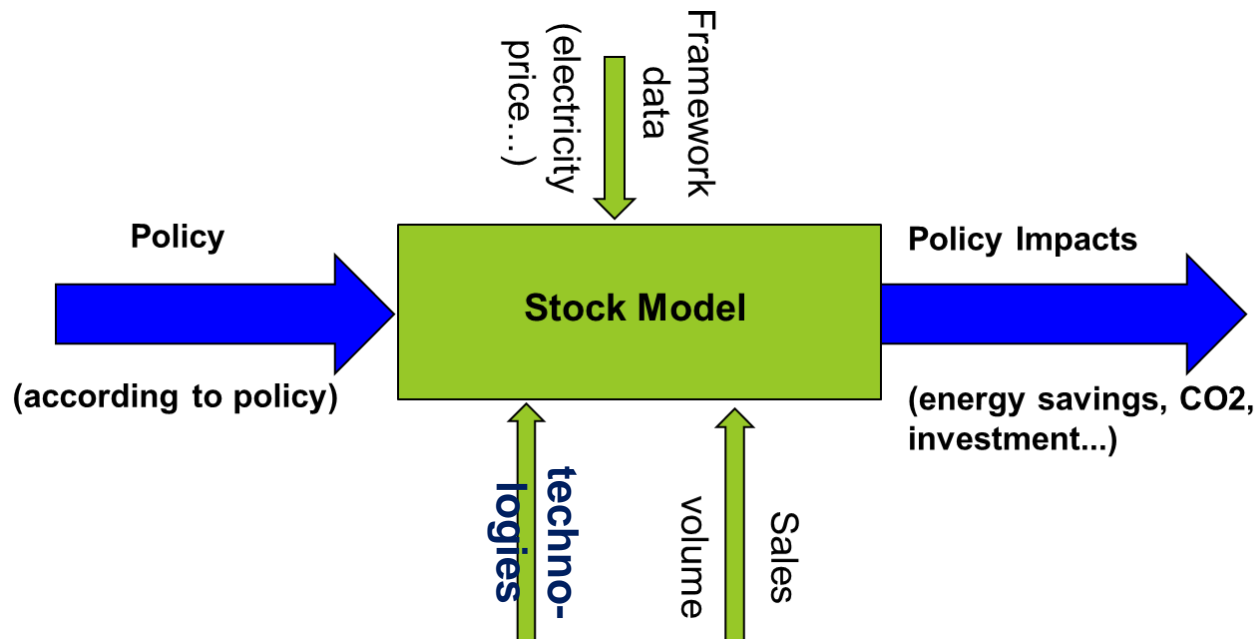 Framework
data
(electricity
price...)
Policy
(according to policy)
Stock Model
Policy Impacts
(energy savings, CO2,
investment...)
techno-
logies
Sales
volume